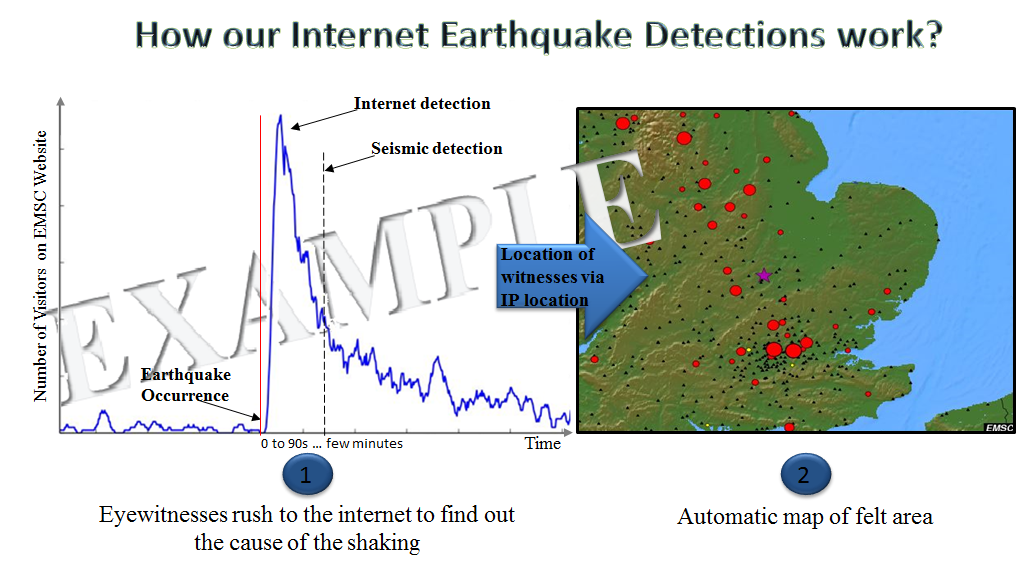 How our Internet Earthquake Detections work?
Number of Visitors on EMSC Website
Internet detection
Seismic detection
EXAMPLE
Earthquake
Occurrence
0 to 90s ... few minutes
Time
Location of
witnesses via
IP location
EMSC
1
Eyewitnesses rush to the internet to find out
the cause of the shaking
2
Automatic map of felt area